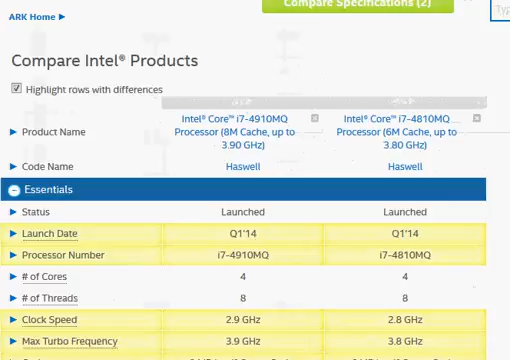 Compare Specifications (2)
Typ
ARK Home ▶
Compare Intel® Products
Highlight rows with differences
▶ Product Name Intel® Core™ i7-4910MQ Processor (8M Cache, up to 3.90 GHz) Intel® Core™ i7-4810MQ Processor (6M Cache, up to 3.80 GHz)
▶ Code Name Haswell Haswell
Essentials
▶ Status Launched Launched
▶ Launch Date Q1'14 Q1'14
▶ Processor Number i7-4910MQ i7-4810MQ
▶ # of Cores 4 4
▶ # of Threads 8 8
▶ Clock Speed 2.9 GHz 2.8 GHz
▶ Max Turbo Frequency 3.9 GHz 3.8 GHz